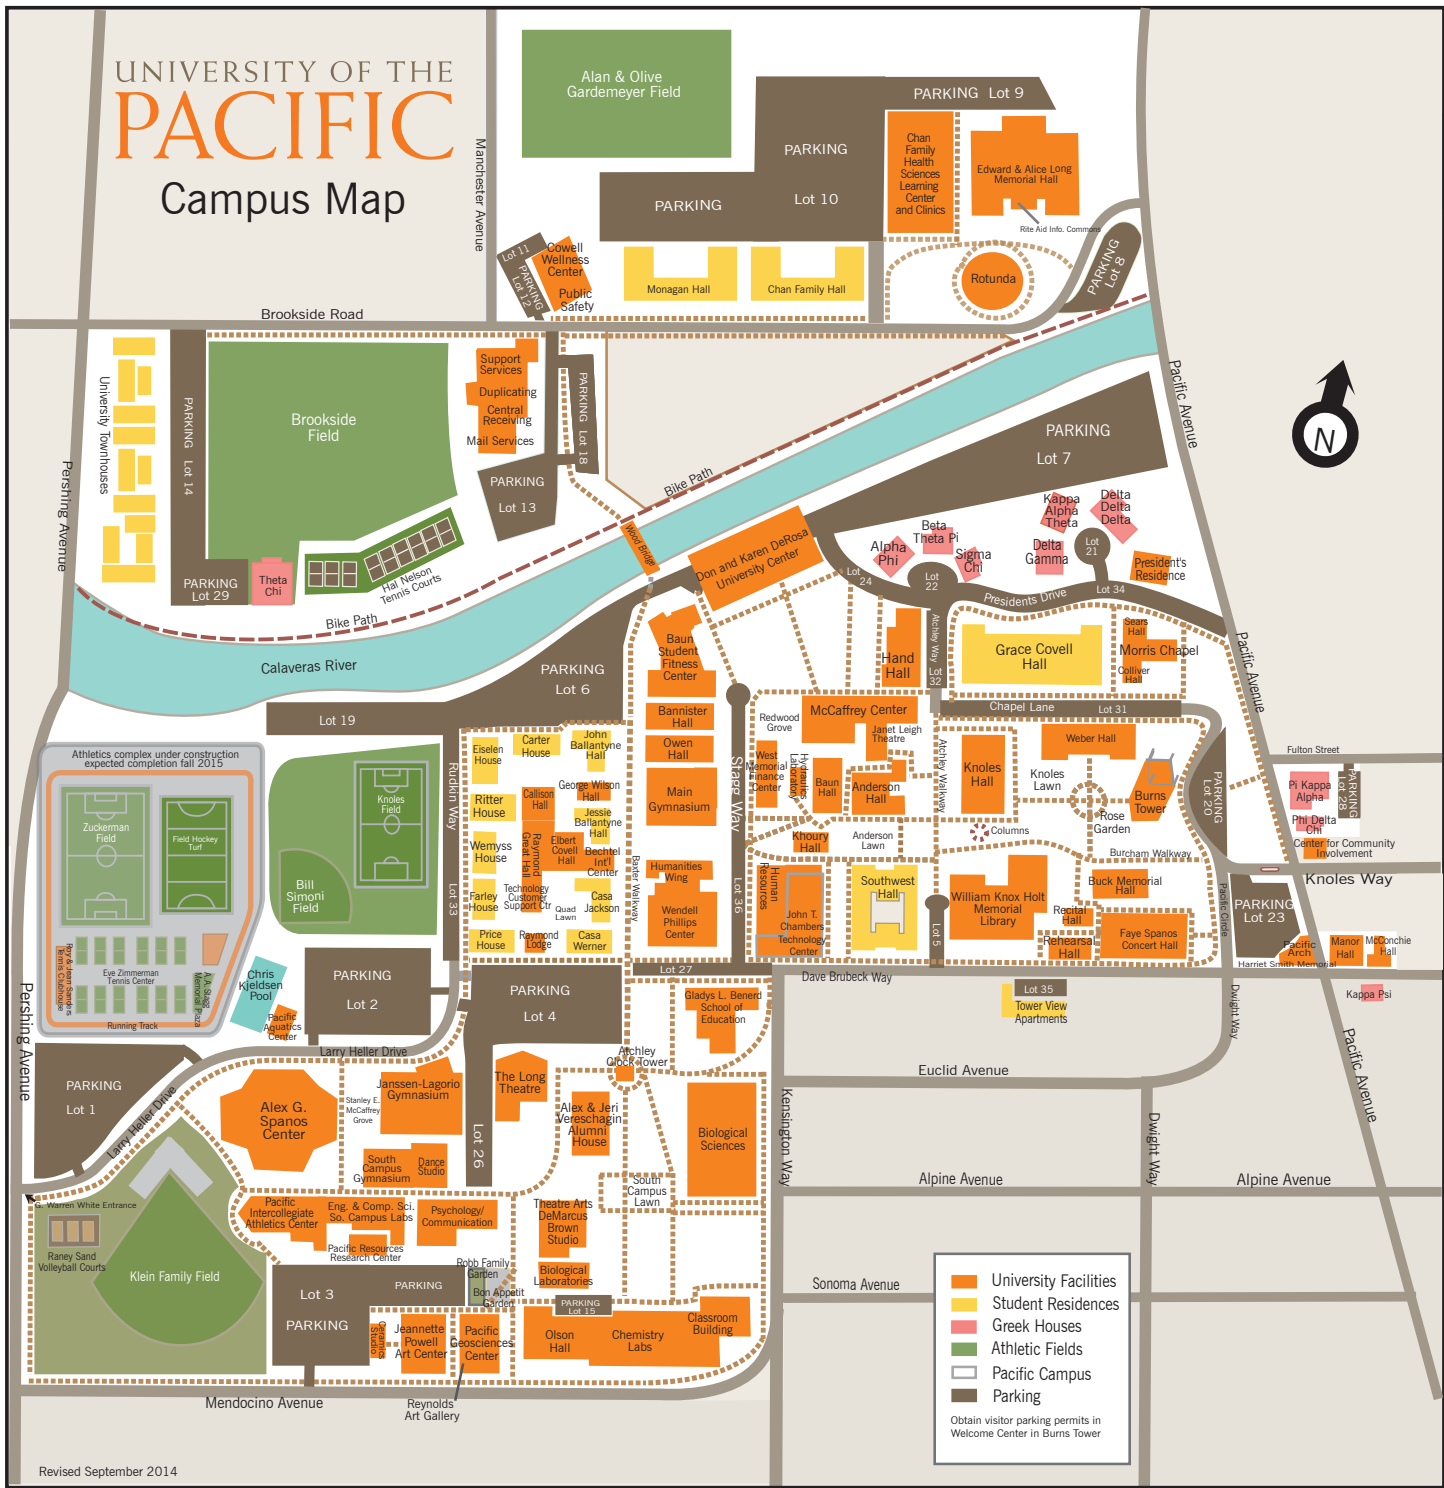 UNIVERSITY OF THE
PACIFIC
Campus Map
Manchester Avenue
Alan & Olive
Gardemeyer Field
PARKING Lot 9
PARKING
Lot 10
PARKING
Chan
Family
Health
Sciences
Learning
Center
and Clinics
Edward & Alice Long
Memorial Hall
Rite Aid Info. Commons
Rotunda
PARKING
Lot 8
Lot 11
PARKING
Lot 12
Cowell
Wellness
Center
Public
Safety
Monagan Hall
Chan Family Hall
Brookside Road
University Townhouses
PARKING Lot 14
Brookside
Field
Support
Services
Duplicating
Central
Receiving
Mail Services
PARKING Lot 18
PARKING
Lot 13
Bike Path
Pacific Avenue
PARKING
Lot 7
N
Pershing Avenue
PARKING
Lot 29
Theta
Chi
Hal Nelson
Tennis Courts
Bike Path
Calaveras River
Wood Bridge
Don and Karen DeRosa
University Center
Alpha
Phi
Beta
Theta Pi
Sigma
Chi
Kappa
Alpha
Theta
Delta
Delta
Delta
Delta
Gamma
Lot
21
President's
Residence
Lot
24
Lot
22
Presidents Drive
Lot 34
Pacific Avenue
PARKING
Lot 6
Lot 19
Baun
Student
Fitness
Center
Bannister
Hall
Owen
Hall
Main
Gymnasium
Humanities
Wing
Wendell
Phillips
Center
Hand
Hall
Atchley Way
Lot
32
Grace Covell
Hall
Sears
Hall
Morris Chapel
Colliver
Hall
Chapel Lane
Lot 31
Redwood
Grove
McCaffrey Center
Janet Leigh
Theatre
West
Memorial
Finance
Center
Hydraulics
Laboratory
Baun
Hall
Anderson
Hall
Atchley Walkway
Knoles
Hall
Weber Hall
Knoles
Lawn
Burns
Tower
Rose
Garden
PARKING
Lot 20
Fulton Street
Pi Kappa
Alpha
PARKING
Lot 28
Phi Delta
Chi
Center for Community
Involvement
Stagg Way
Lot 36
Khoury
Hall
Anderson
Lawn
Columns
Burcham Walkway
Knoles Way
Athletics complex under construction
expected completion fall 2015
Zuckerman
Field
Field Hockey
Turf
Knoles
Field
Bill
Simoni
Field
Roy & Jean Sanders
Tennis Clubhouse
Eve Zimmerman
Tennis Center
A.A. Stagg
Memorial Plaza
Running Track
Rudkin Way
Lot 33
Eiselen
House
Carter
House
John
Ballantyne
Hall
George Wilson
Hall
Callison
Hall
Ritter
House
Jessie
Ballantyne
Hall
Wemyss
House
Raymond
Great Hall
Elbert
Covell
Hall
Bechtel
Int'l
Center
Farley
House
Technology
Customer
Support Ctr
Quad
Lawn
Casa
Jackson
Price
House
Raymond
Lodge
Casa
Werner
Baxter Walkway
Human
Resources
John T.
Chambers
Technology
Center
Southwest
Hall
William Knox Holt
Memorial
Library
Lot 5
Buck Memorial
Hall
Recital
Hall
Rehearsal
Hall
Faye Spanos
Concert Hall
Pacific Circle
PARKING
Lot 23
Pacific
Arch
Harriet Smith Memorial
Manor
Hall
McConchie
Hall
Kappa Psi
Chris
Kjeldsen
Pool
Pacific
Aquatics
Center
PARKING
Lot 2
PARKING
Lot 4
Lot 27
Dave Brubeck Way
Lot 35
Tower View
Apartments
Dwight Way
Pershing Avenue
PARKING
Lot 1
Larry Heller Drive
Larry Heller Drive
Gladys L. Benerd
School of
Education
Atchley
Clock Tower
Euclid Avenue
Pacific Avenue
Alex G.
Spanos
Center
Stanley E.
McCaffrey
Grove
Janssen-Lagorio
Gymnasium
The Long
Theatre
Alex & Jeri
Vereschagin
Alumni
House
Biological
Sciences
Kensington Way
Dwight Way
Lot 26
South
Campus
Gymnasium
Dance
Studio
South
Campus
Lawn
Alpine Avenue
Alpine Avenue
G. Warren White Entrance
Raney Sand
Volleyball Courts
Klein Family Field
Pacific
Intercollegiate
Athletics Center
Eng. & Comp. Sci.
So. Campus Labs
Pacific Resources
Research Center
Psychology/
Communication
Theatre Arts
DeMarcus
Brown
Studio
Biological
Laboratories
Robb Family
Garden
Bon Appetit
Garden
Lot 3
PARKING
PARKING
PARKING
Lot 15
Ceramics
Studio
Jeannette
Powell
Art Center
Pacific
Geosciences
Center
Olson
Hall
Chemistry
Labs
Classroom
Building
Sonoma Avenue
Mendocino Avenue
Reynolds
Art Gallery
University Facilities
Student Residences
Greek Houses
Athletic Fields
Pacific Campus
Parking
Obtain visitor parking permits in
Welcome Center in Burns Tower
Revised September 2014